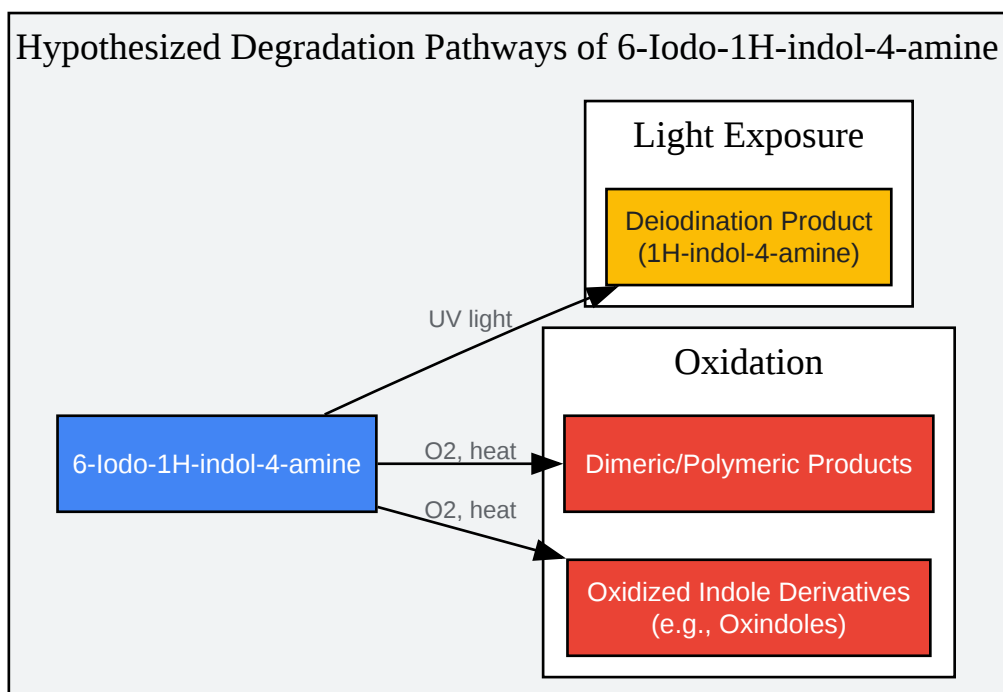 Hypothesized Degradation Pathways of 6-Iodo-1H-indol-4-amine
Light Exposure
Deiodination Product
(1H-indol-4-amine)
UV light
Oxidation
6-Iodo-1H-indol-4-amine
O2, heat
Dimeric/Polymeric Products
O2, heat
Oxidized Indole Derivatives
(e.g., Oxindoles)